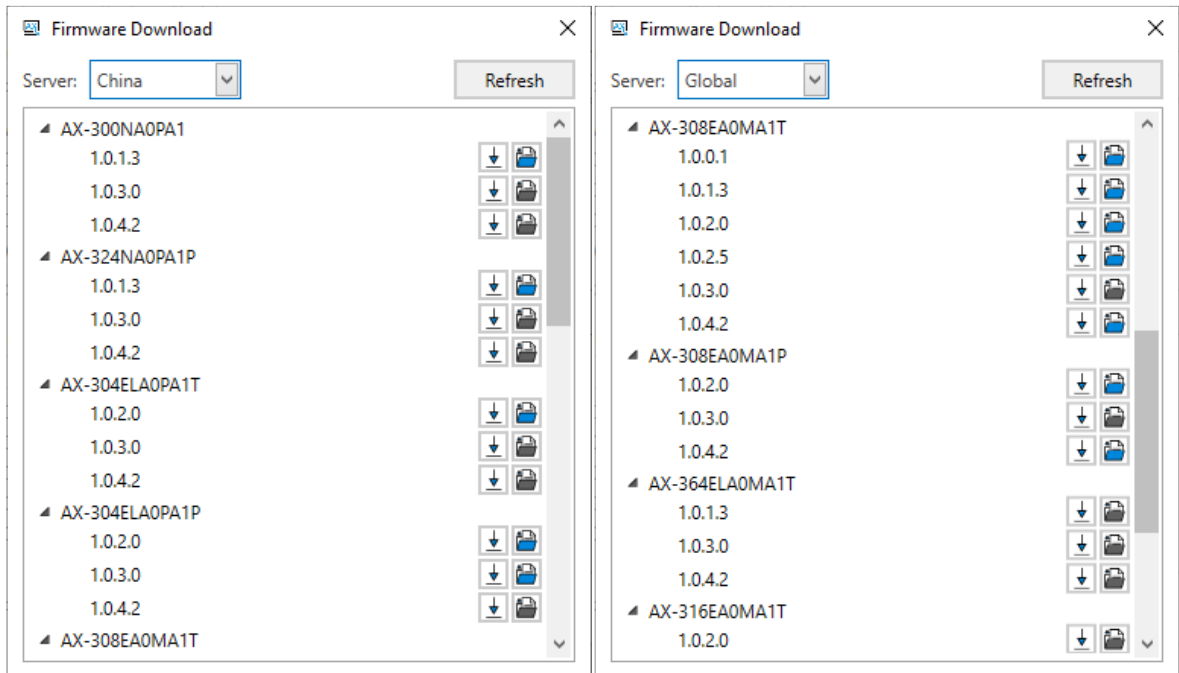 Firmware Download
Server: China Refresh
AX-300NA0PA1
1.0.1.3
1.0.3.0
1.0.4.2
AX-324NA0PA1P
1.0.1.3
1.0.3.0
1.0.4.2
AX-304ELA0PA1T
1.0.2.0
1.0.3.0
1.0.4.2
AX-304ELA0PA1P
1.0.2.0
1.0.3.0
1.0.4.2
AX-308EA0MA1T
Firmware Download
Server: Global Refresh
AX-308EA0MA1T
1.0.0.1
1.0.1.3
1.0.2.0
1.0.2.5
1.0.3.0
1.0.4.2
AX-308EA0MA1P
1.0.2.0
1.0.3.0
1.0.4.2
AX-364ELA0MA1T
1.0.1.3
1.0.3.0
1.0.4.2
AX-316EA0MA1T
1.0.2.0